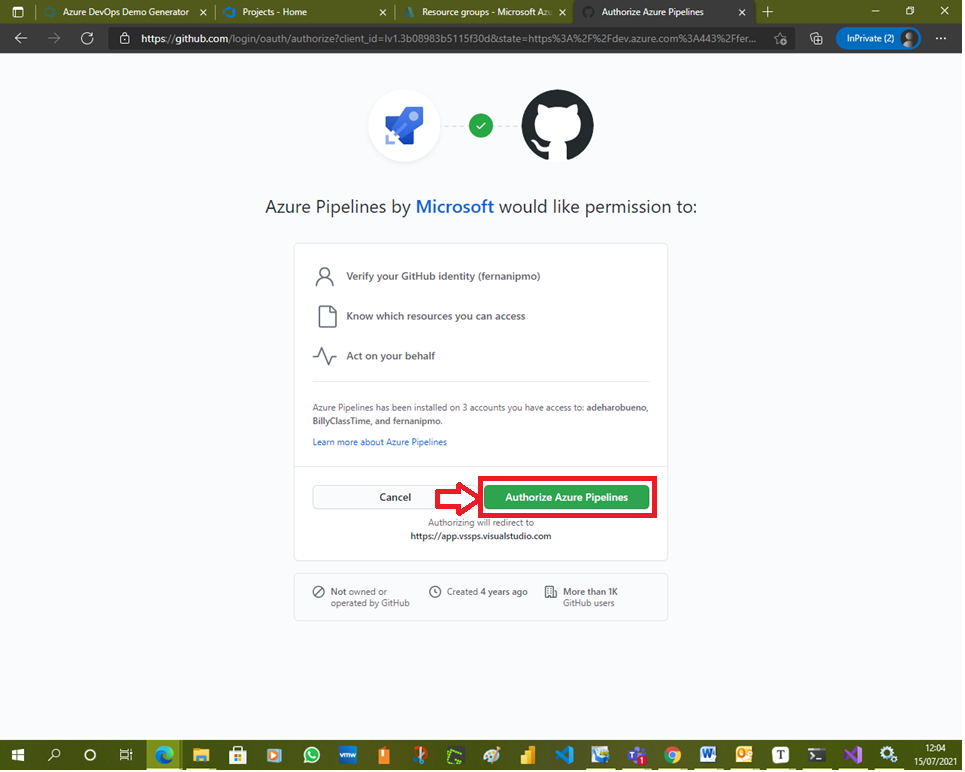 Azure DevOps Demo Generator
Projects - Home
Resource groups - Microsoft Az
Authorize Azure Pipelines
https://github.com/login/oauth/authorize?client_id=Iv1.3b08983b5115f30d&state=https%3A%2F%2Fdev.azure.com%3A443%2Ffer...
InPrivate (2)
Azure Pipelines by Microsoft would like permission to:
Verify your GitHub identity (fernanipmo)
Know which resources you can access
Act on your behalf
Azure Pipelines has been installed on 3 accounts you have access to: adeharobueno,
BillyClassTime, and fernanipmo.
Learn more about Azure Pipelines
Cancel
Authorize Azure Pipelines
Authorizing will redirect to
https://app.vssps.visualstudio.com
Not owned or
operated by GitHub
Created 4 years ago
More than 1K
GitHub users
vmw
1
T
12:04
15/07/2021